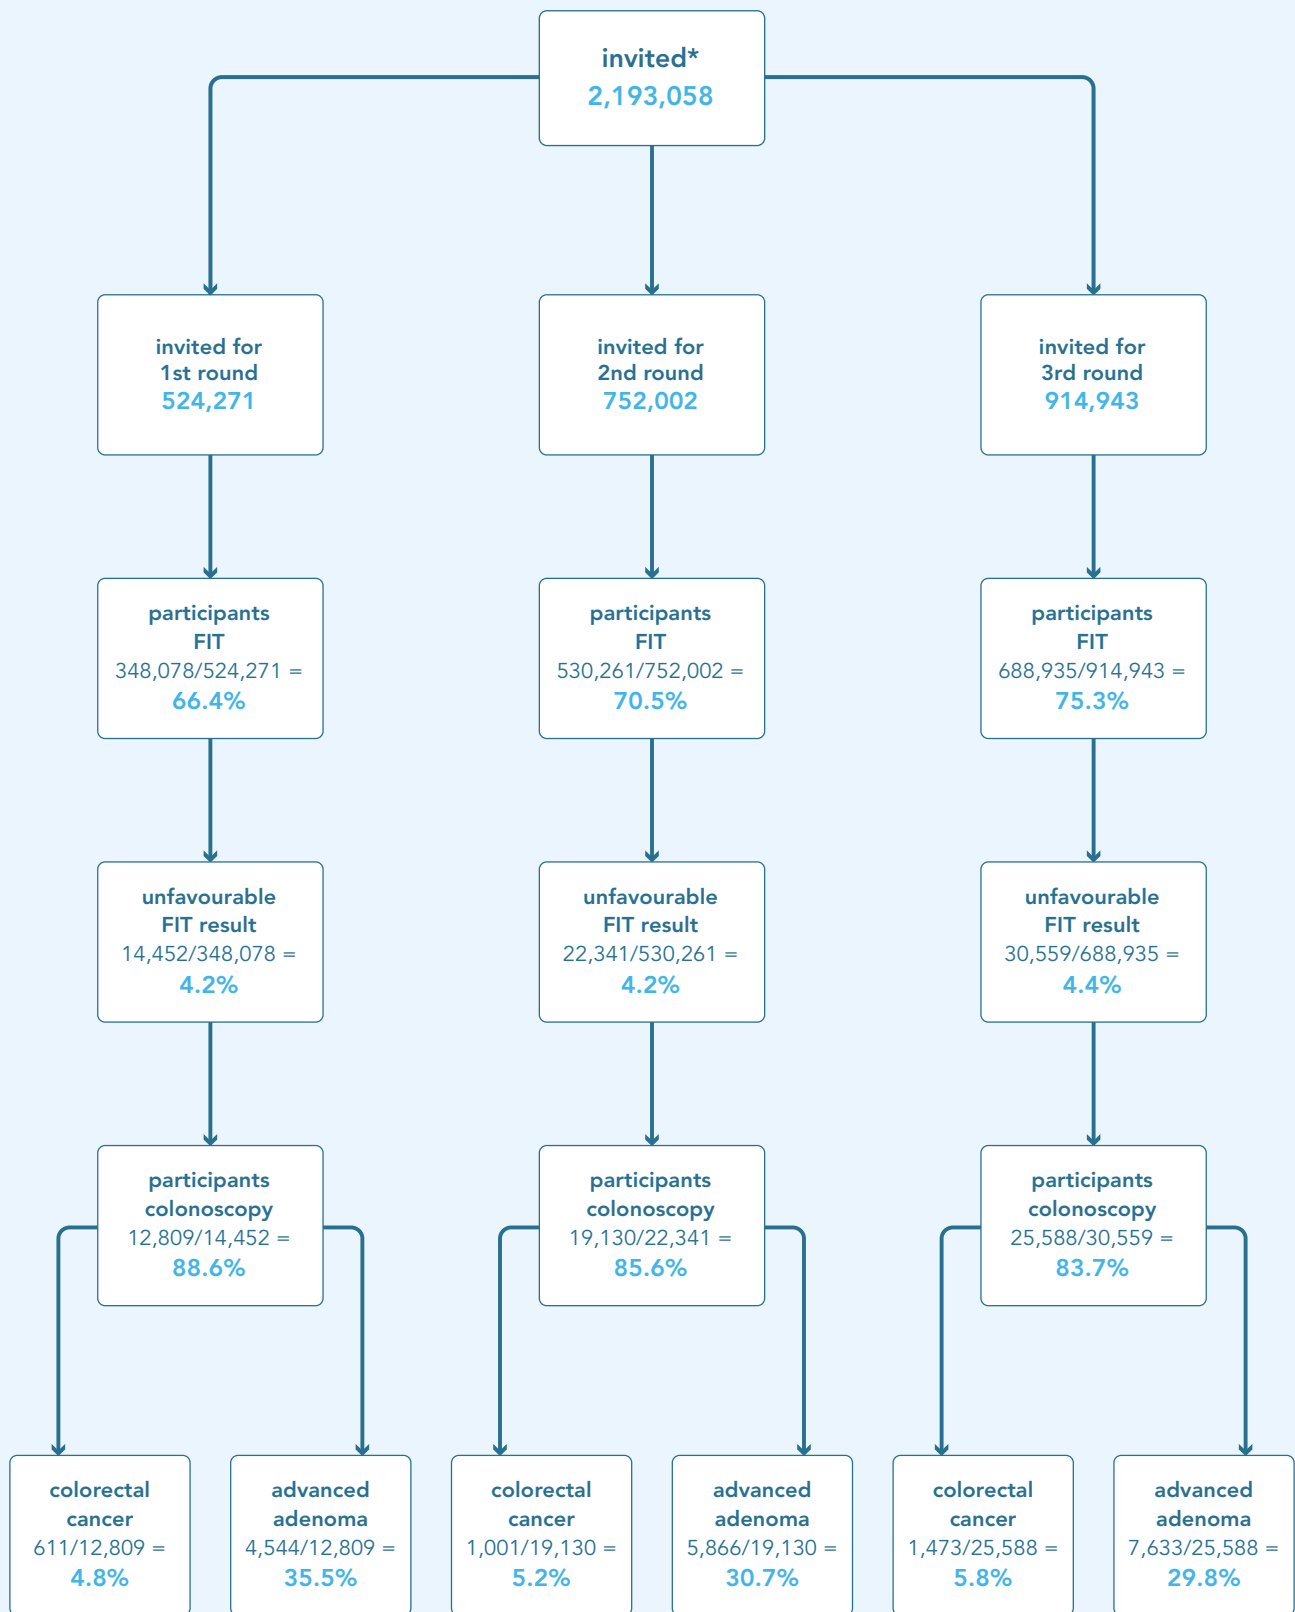 invited*
2,193,058
invited for
1st round
524,271
invited for
2nd round
752,002
invited for
3rd round
914,943
participants
FIT
348,078/524,271 =
66.4%
participants
FIT
530,261/752,002 =
70.5%
participants
FIT
688,935/914,943 =
75.3%
unfavourable
FIT result
14,452/348,078 =
4.2%
unfavourable
FIT result
22,341/530,261 =
4.2%
unfavourable
FIT result
30,559/688,935 =
4.4%
participants
colonoscopy
12,809/14,452 =
88.6%
participants
colonoscopy
19,130/22,341 =
85.6%
participants
colonoscopy
25,588/30,559 =
83.7%
colorectal
cancer
611/12,809 =
4.8%
advanced
adenoma
4,544/12,809 =
35.5%
colorectal
cancer
1,001/19,130 =
5.2%
advanced
adenoma
5,866/19,130 =
30.7%
colorectal
cancer
1,473/25,588 =
5.8%
advanced
adenoma
7,633/25,588 =
29.8%